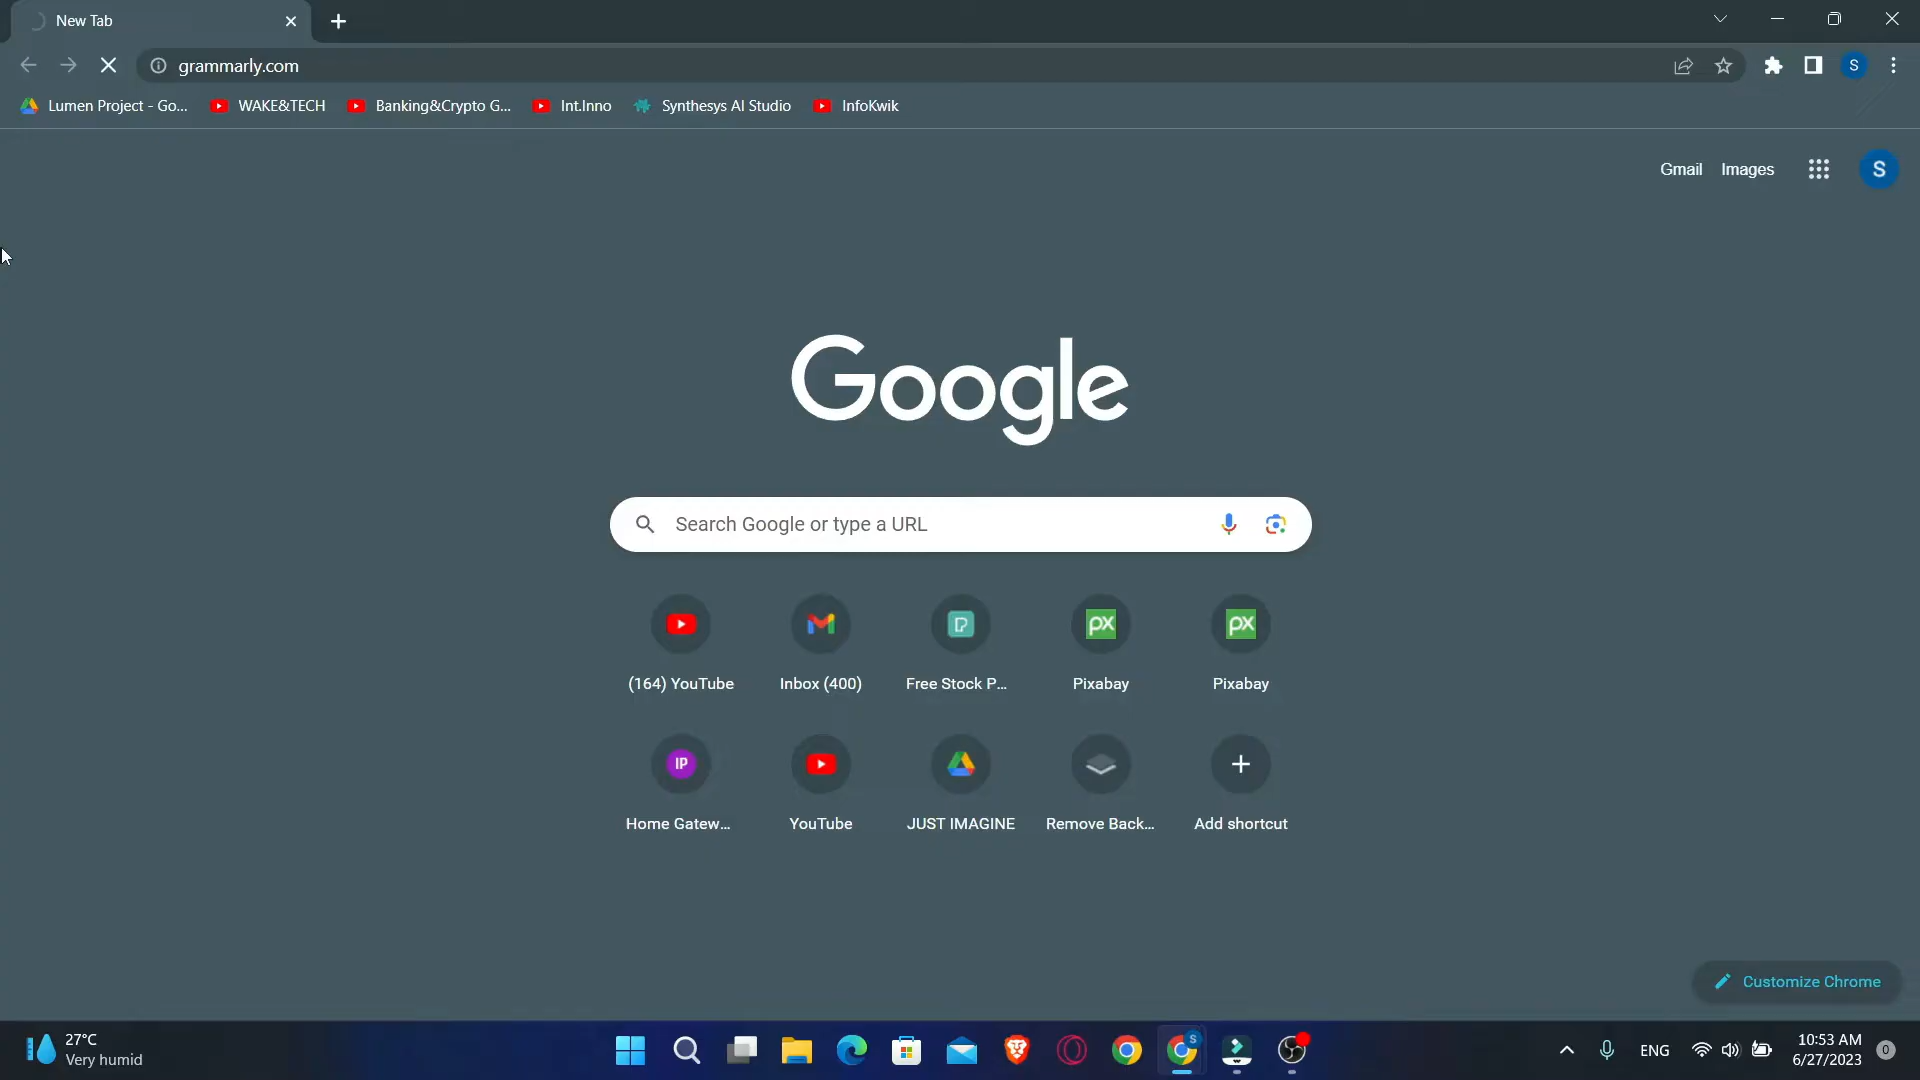 New Tab
grammarly.com
S
Lumen Project - Go... WAKE&TECH Banking&Crypto G... Int.Inno Synthesys AI Studio InfoKwik
Gmail Images S
Google
Search Google or type a URL
(164) YouTube Inbox (400) Free Stock P... Pixabay Pixabay
IP
Home Gatew... YouTube JUST IMAGINE Remove Back... Add shortcut
Customize Chrome
27°C
Very humid
S
ENG
10:53 AM
6/27/2023
0